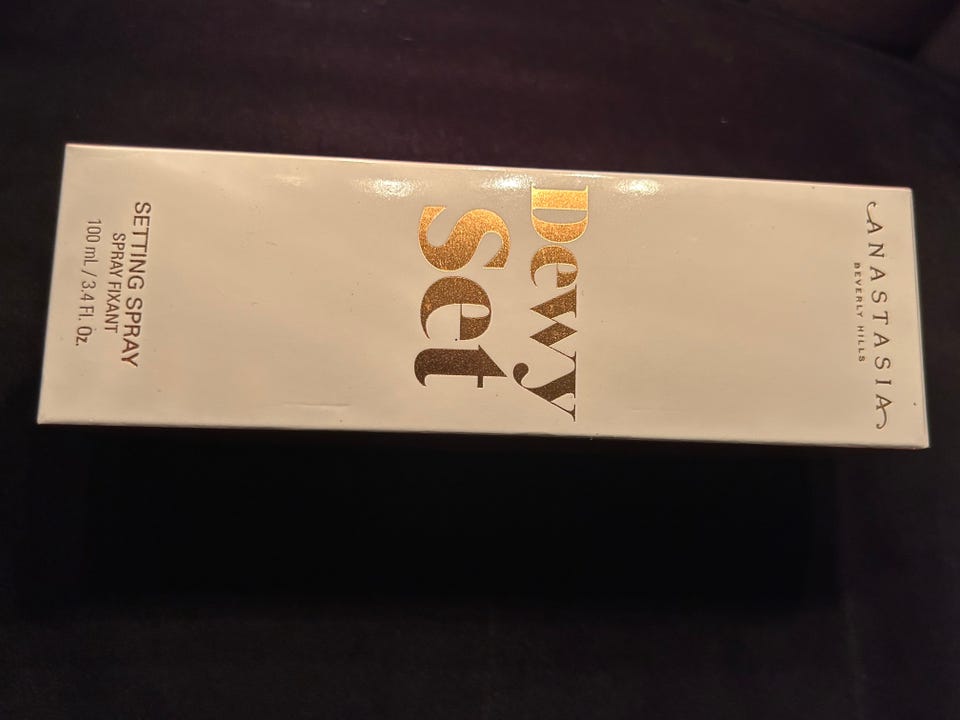 ANASTASIA
BEVERLY HILLS
Dewy
Set
SETTING SPRAY
SPRAY FIXANT
100 mL / 3.4 Fl. Oz.